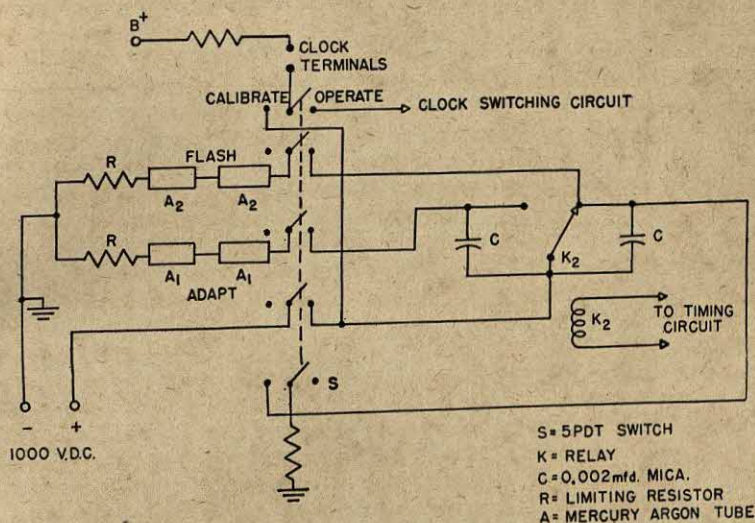 B+
CLOCK
TERMINALS
CALIBRATE OPERATE
CLOCK SWITCHING CIRCUIT
R FLASH
A2 A2
C K2 C
R
A1 A1
ADAPT
K2 TO TIMING
CIRCUIT
S
- +
1000 V.D.C.
S= 5PDT SWITCH
K= RELAY
C=0.002mfd. MICA.
R= LIMITING RESISTOR
A= MERCURY ARGON TUBE